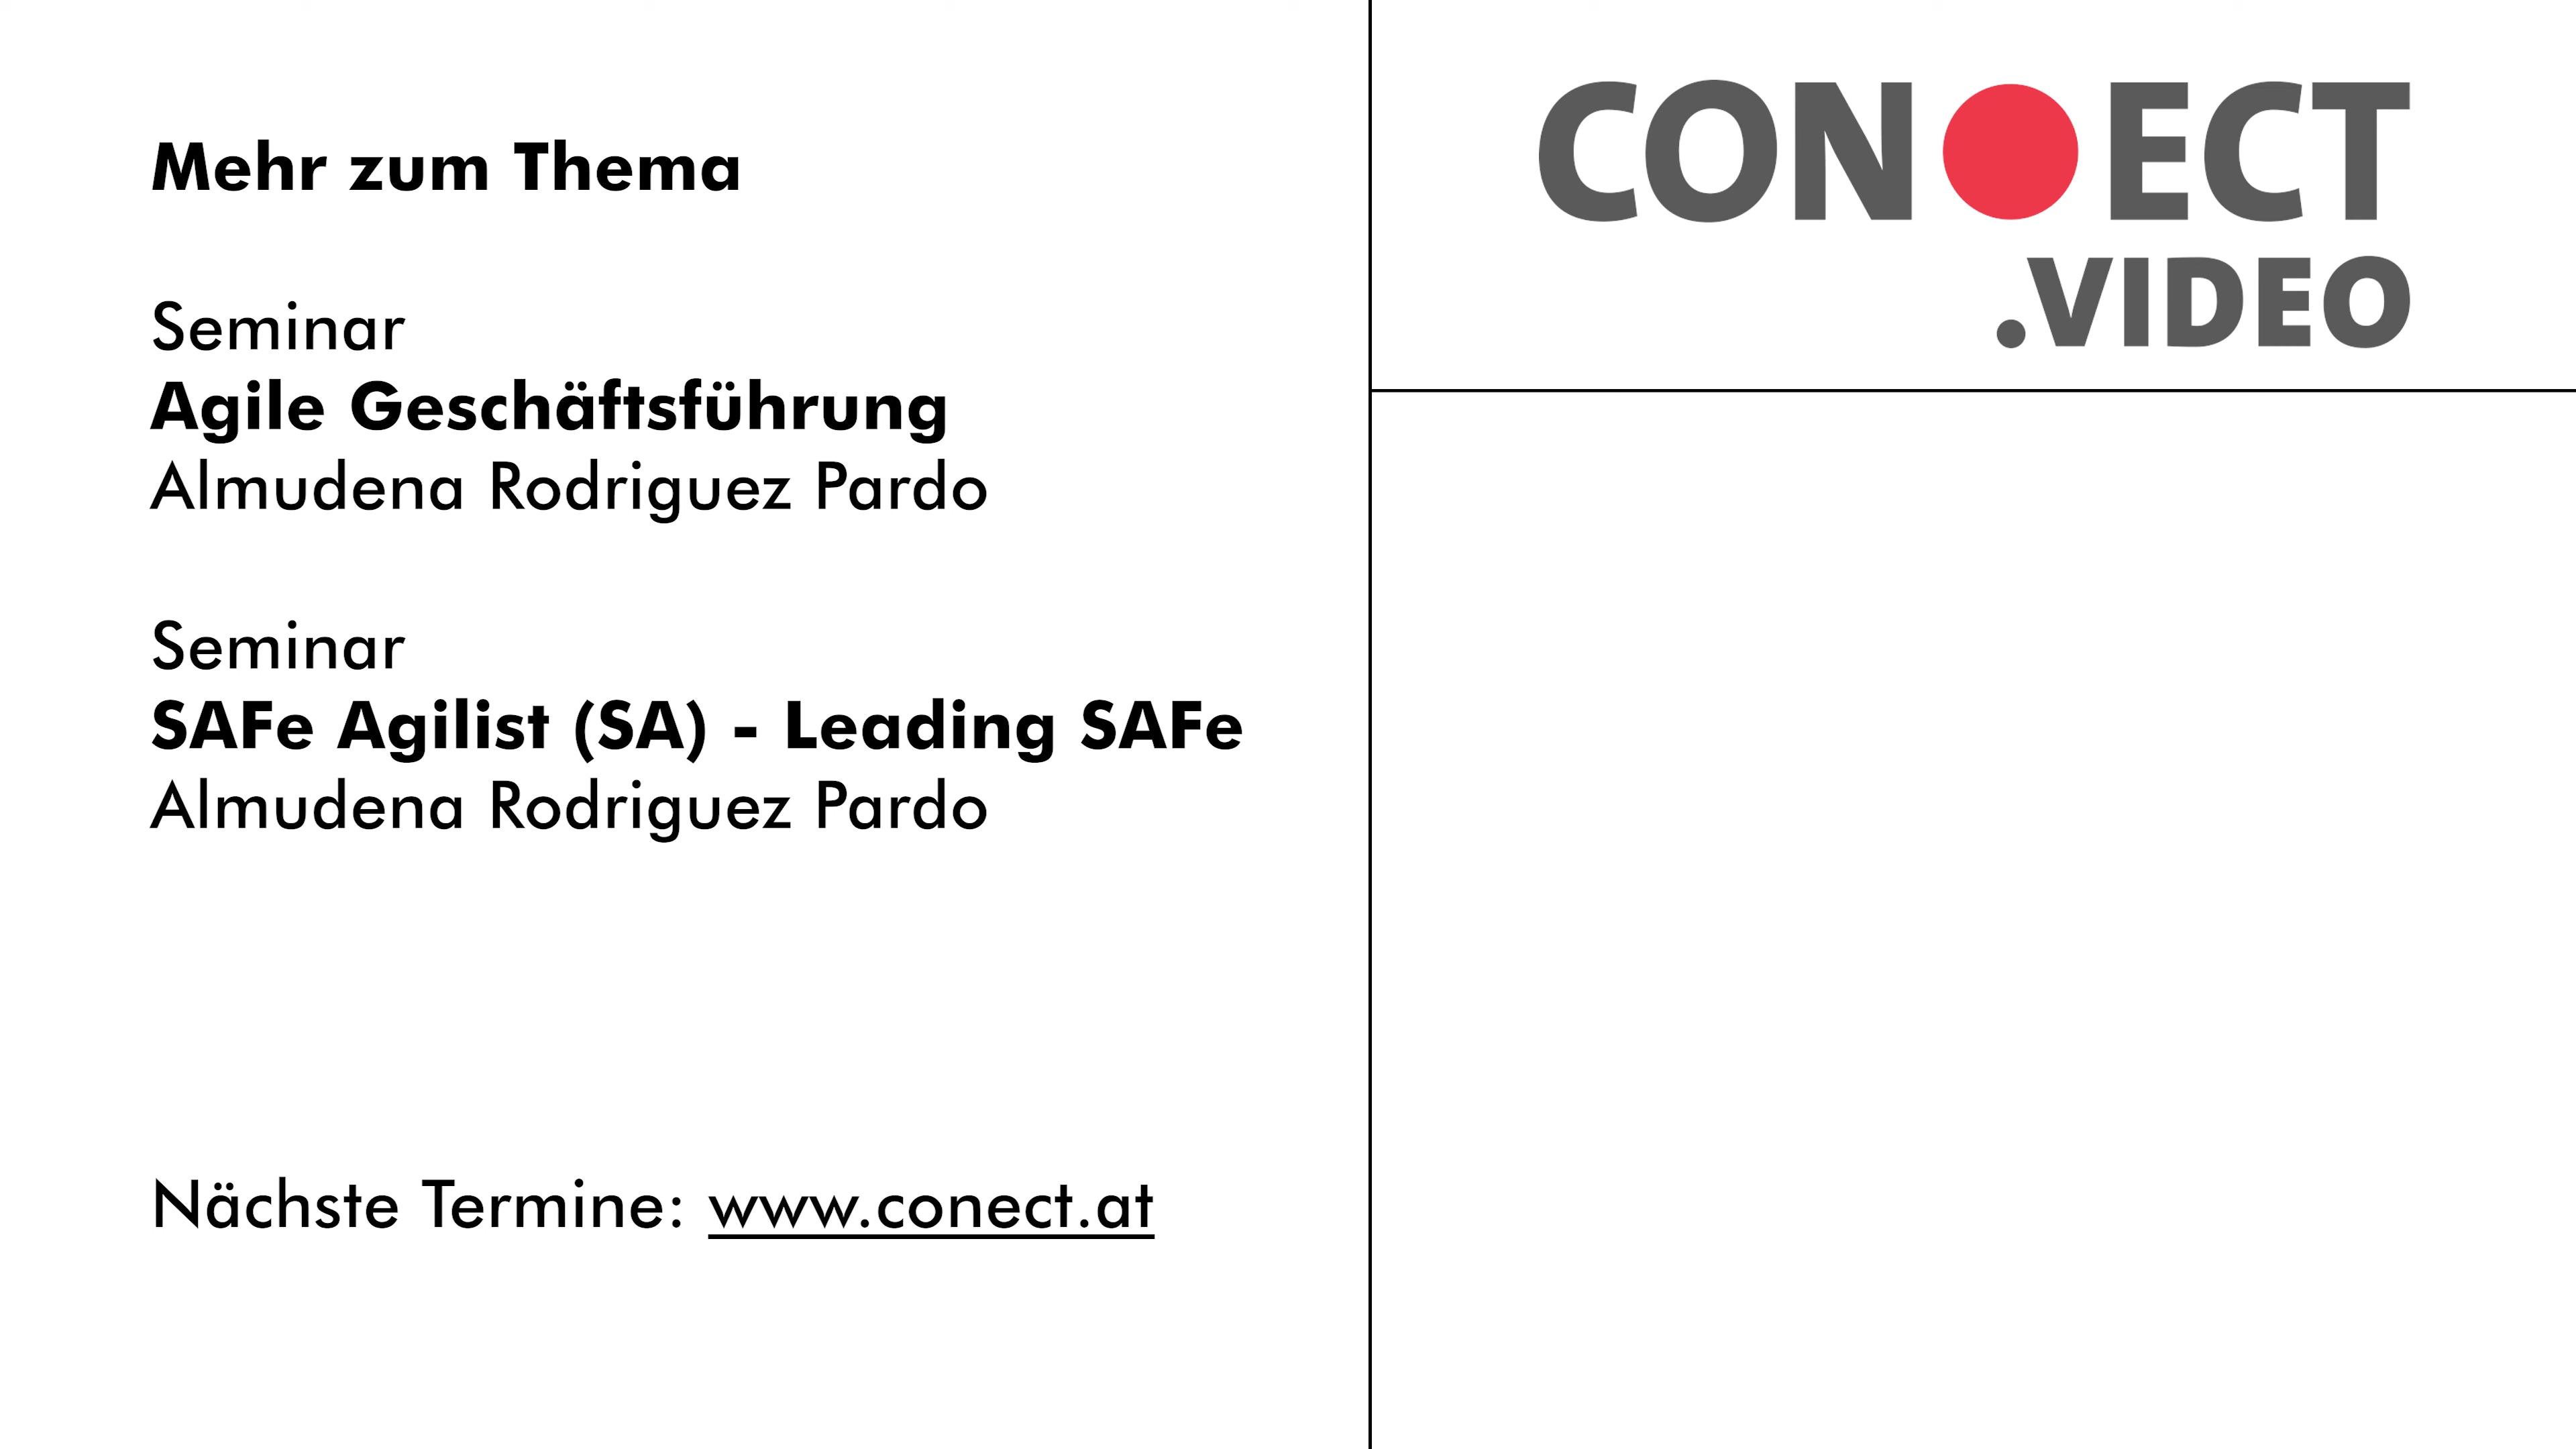 Mehr zum Thema
Seminar
Agile Geschäftsführung
Almudena Rodriguez Pardo
Seminar
SAFe Agilist (SA) - Leading SAFe
Almudena Rodriguez Pardo
Nächste Termine: www.conect.at
CON●ECT
.VIDEO